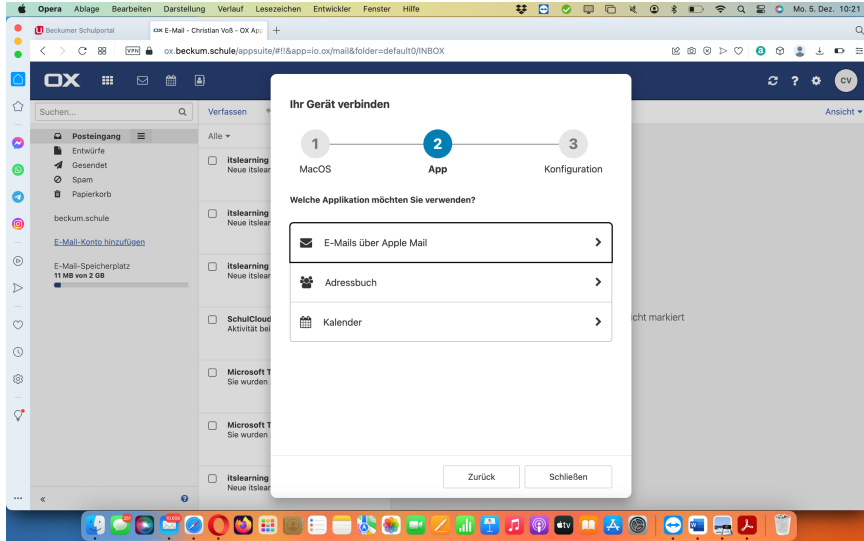 Opera Ablage Bearbeiten Darstellung Verlauf Lesezeichen Entwickler Fenster Hilfe Mo. 5. Dez. 10:21
Beckumer Schulportal
OX E-Mail - Christian Voß - OX App
VPN
ox.beckum.schule/appsuite/#!!&app=io.ox/mail&folder=default0/INBOX
OX
CV
Suchen...
Verfassen
Ansicht
Posteingang
Entwürfe
Gesendet
Spam
Papierkorb
beckum.schule
E-Mail-Konto hinzufügen
E-Mail-Speicherplatz
11 MB von 2 GB
Alle
itslearning
Neue itslear
itslearning
Neue itslear
itslearning
Neue itslear
SchulCloud
Aktivität bei
Microsoft T
Sie wurden
Microsoft T
Sie wurden
itslearning
Neue itslear
Ihr Gerät verbinden
1 2 3
MacOS App Konfiguration
Welche Applikation möchten Sie verwenden?
E-Mails über Apple Mail
Adressbuch
Kalender
Zurück Schließen
icht markiert
tv